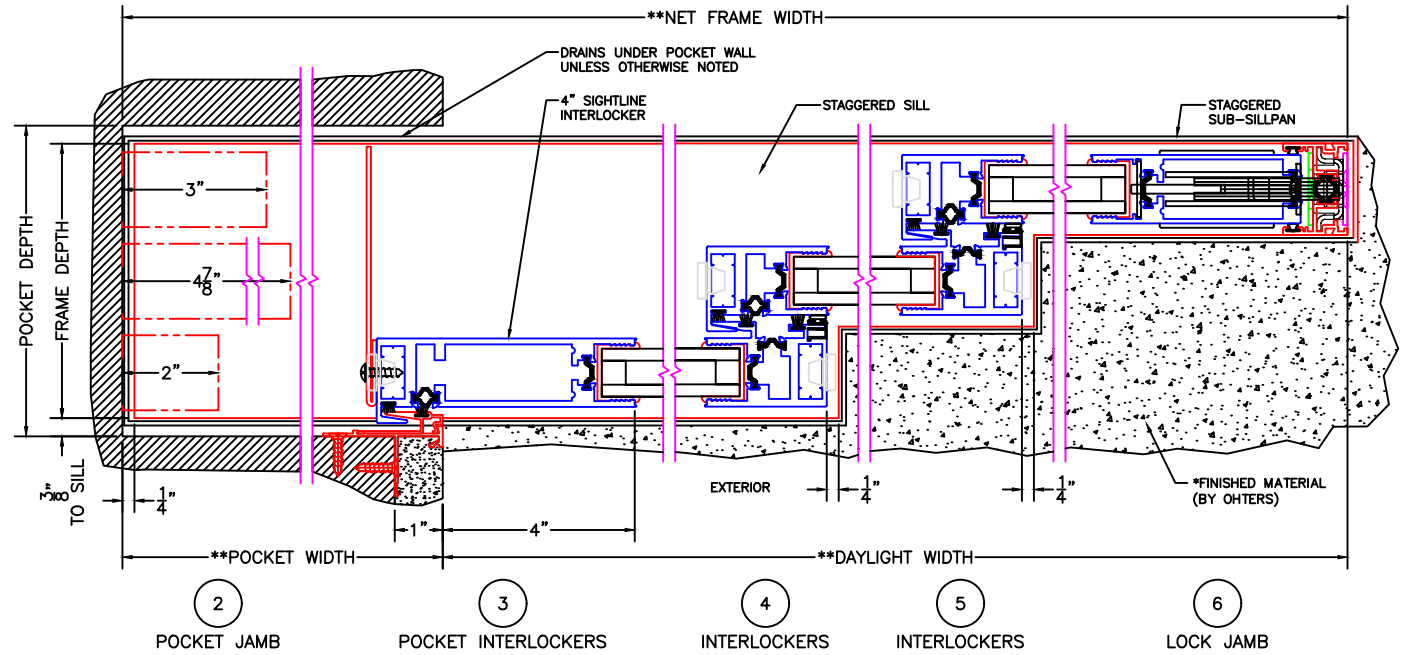 **NET FRAME WIDTH
DRAINS UNDER POCKET WALL
UNLESS OTHERWISE NOTED
4" SIGHTLINE
INTERLOCKER
STAGGERED SILL
STAGGERED
SUB-SILLPAN
POCKET DEPTH
FRAME DEPTH
3"
4 7/8"
2"
3/8"
TO SILL
1/4"
1"
4"
EXTERIOR
1/4"
1/4"
*FINISHED MATERIAL
(BY OHTERS)
**POCKET WIDTH
**DAYLIGHT WIDTH
2
POCKET JAMB
3
POCKET INTERLOCKERS
4
INTERLOCKERS
5
INTERLOCKERS
6
LOCK JAMB